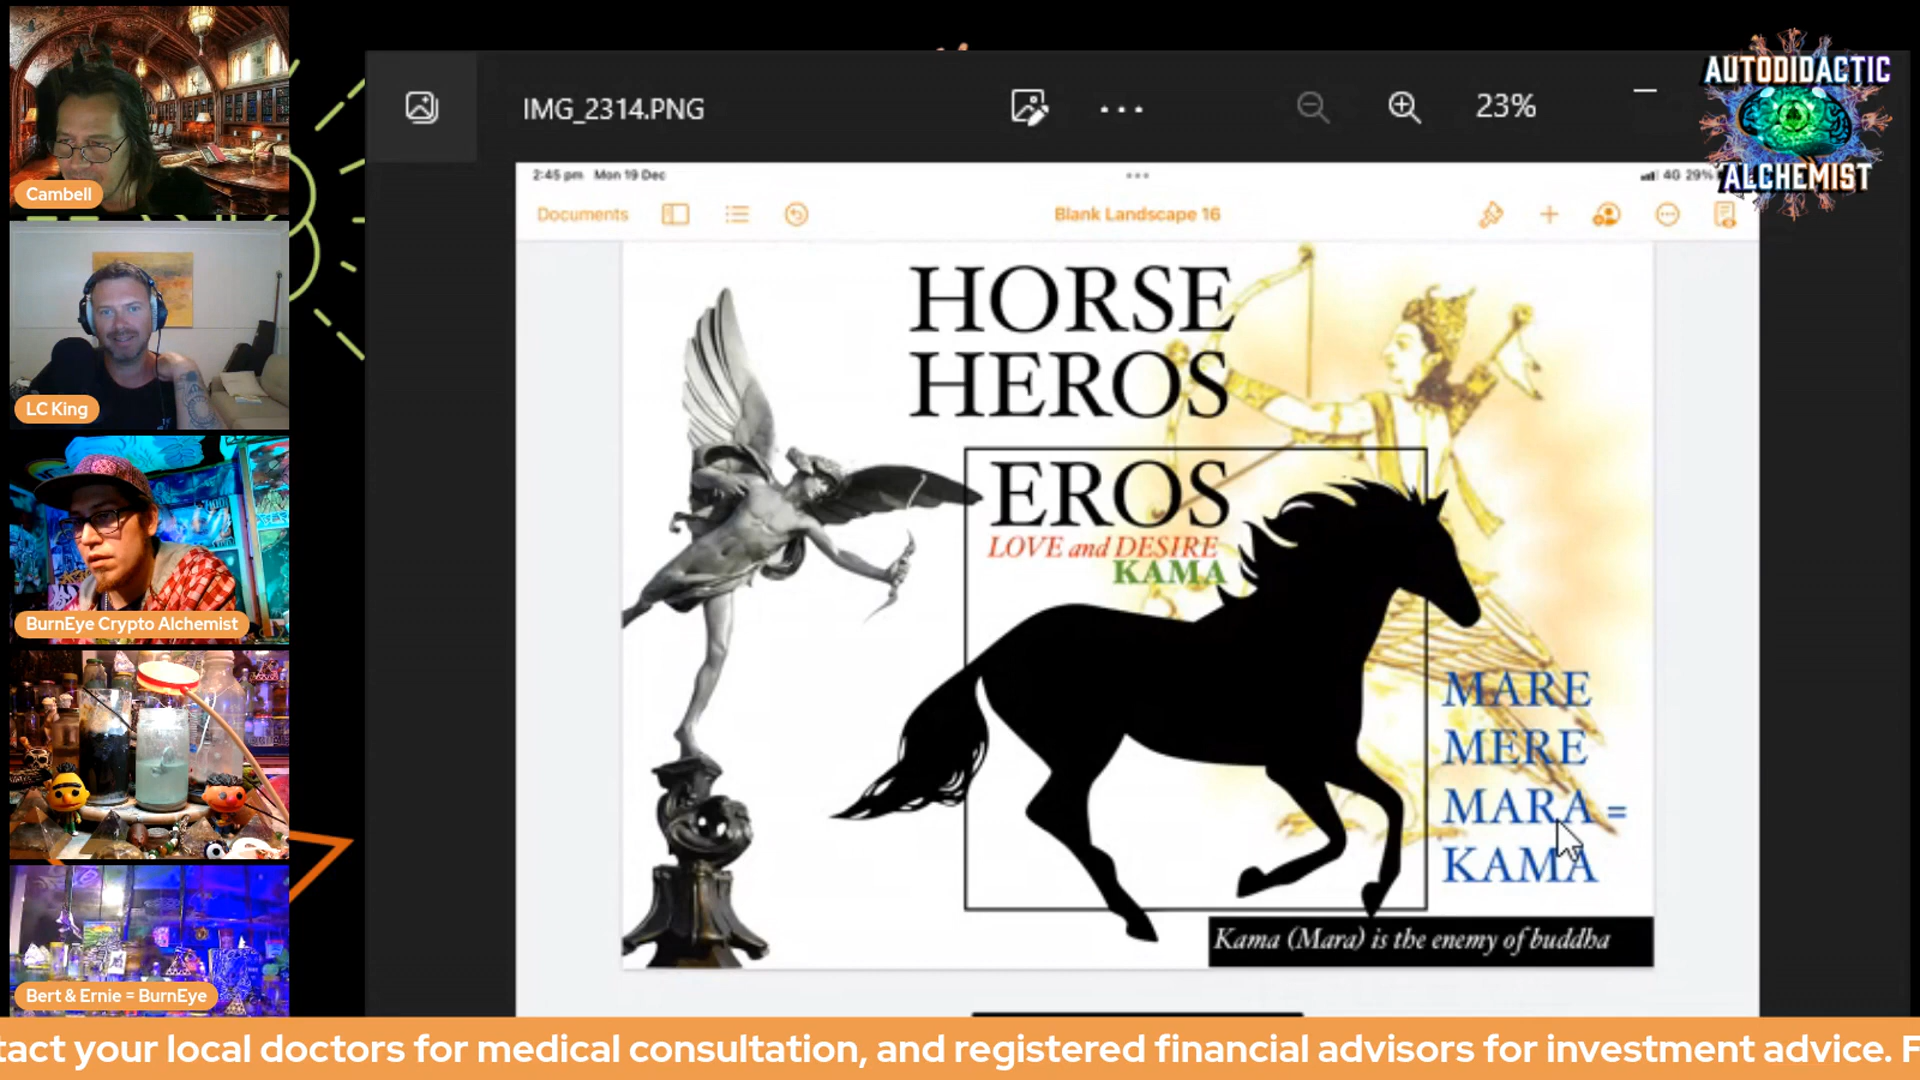 Cambell
LC King
BurnEye Crypto Alchemist
Bert & Ernie = BurnEye
IMG_2314.PNG
23%
AUTODIDACTIC
ALCHEMIST
2:45 pm Mon 19 Dec
4G 29%
Documents
Blank Landscape 16
HORSE
HEROS
EROS
LOVE and DESIRE
KAMA
MARE
MERE
MARA =
KAMA
Kama (Mara) is the enemy of buddha
your local doctors for medical consultation, and registered financial advisors for investment advice.